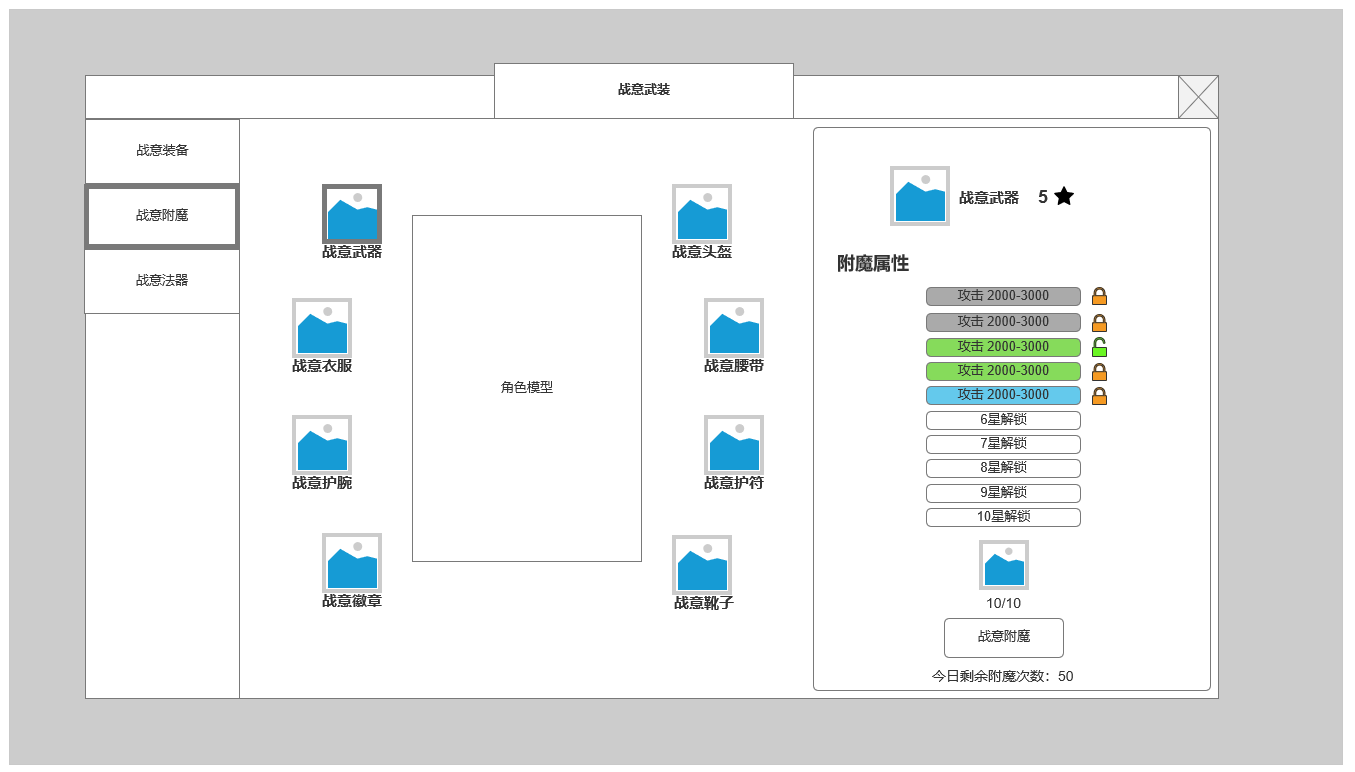 战意武装
战意装备
战意附魔
战意法器
战意武器
战意衣服
战意护腕
战意徽章
角色模型
战意头盔
战意腰带
战意护符
战意靴子
战意武器 5
附魔属性
攻击 2000-3000
攻击 2000-3000
攻击 2000-3000
攻击 2000-3000
攻击 2000-3000
6星解锁
7星解锁
8星解锁
9星解锁
10星解锁
10/10
战意附魔
今日剩余附魔次数：50